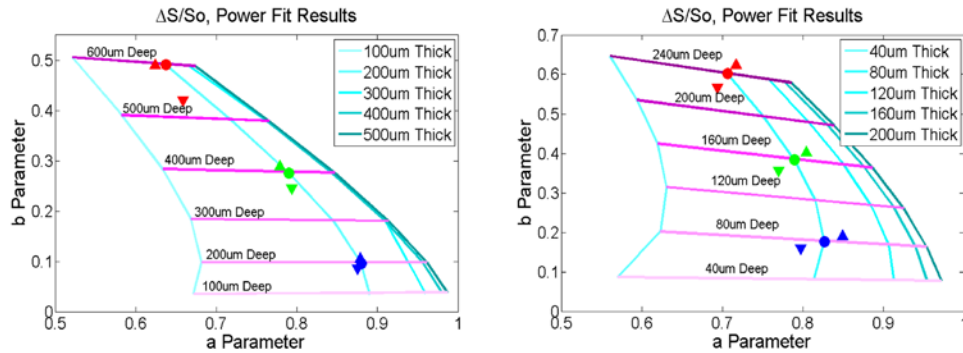 ΔS/So, Power Fit Results
b Parameter
0.5
0.4
0.3
0.2
0.1
0
600um Deep
500um Deep
400um Deep
300um Deep
200um Deep
100um Deep
100um Thick
200um Thick
300um Thick
400um Thick
500um Thick
0.5 0.6 0.7 0.8 0.9 1
a Parameter
ΔS/So, Power Fit Results
b Parameter
0.7
0.6
0.5
0.4
0.3
0.2
0.1
0
240um Deep
200um Deep
160um Deep
120um Deep
80um Deep
40um Deep
40um Thick
80um Thick
120um Thick
160um Thick
200um Thick
0.5 0.6 0.7 0.8 0.9 1
a Parameter